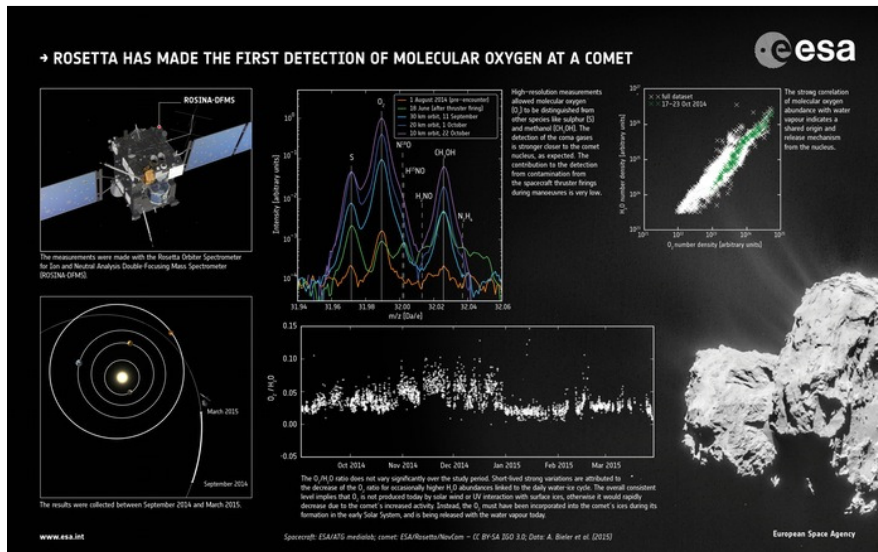 → ROSETTA HAS MADE THE FIRST DETECTION OF MOLECULAR OXYGEN AT A COMET
esa
ROSINA-DFMS
The measurements were made with the Rosetta Orbiter Spectrometer
for Ion and Neutral Analysis Double-Focusing Mass Spectrometer
(ROSINA-DFMS).
1 August 2014 (pre-encounter)
18 June (after thruster firing)
30 km orbit, 11 September
20 km orbit, 1 October
10 km orbit, 22 October
O₂
S
N¹⁸O
H¹⁵NO
H₂NO
CH₃OH
N₂H₄
Intensity [arbitrary units]
10⁰
10⁻¹
10⁻²
10⁻³
10⁻⁴
31.94 31.96 31.98 32.00 32.02 32.04 32.06
m/z [Da/e]
High-resolution measurements
allowed molecular oxygen
(O₂) to be distinguished from
other species like sulphur (S)
and methanol (CH₃OH). The
detection of the coma gases
is stronger closer to the comet
nucleus, as expected. The
contribution to the detection
from contamination from
the spacecraft thruster firings
during manoeuvres is very low.
full dataset
17–23 Oct 2014
H₂O number density [arbitrary units]
O₂ number density [arbitrary units]
The strong correlation
of molecular oxygen
abundance with water
vapour indicates a
shared origin and
release mechanism
from the nucleus.
March 2015
September 2014
The results were collected between September 2014 and March 2015.
O₂ / H₂O
0.15
0.10
0.05
0.00
-0.05
Oct 2014 Nov 2014 Dec 2014 Jan 2015 Feb 2015 Mar 2015
The O₂/H₂O ratio does not vary significantly over the study period. Short-lived strong variations are attributed to
the decrease of the O₂ ratio for occasionally higher H₂O abundances linked to the daily water-ice cycle. The overall consistent
level implies that O₂ is not produced today by solar wind or UV interaction with surface ices, otherwise it would rapidly
decrease due to the comet's increased activity. Instead, the O₂ must have been incorporated into the comet's ices during its
formation in the early Solar System, and is being released with the water vapour today.
www.esa.int
Spacecraft: ESA/ATG medialab; comet: ESA/Rosetta/NavCam – CC BY-SA IGO 3.0; Data: A. Bieler et al. (2015)
European Space Agency